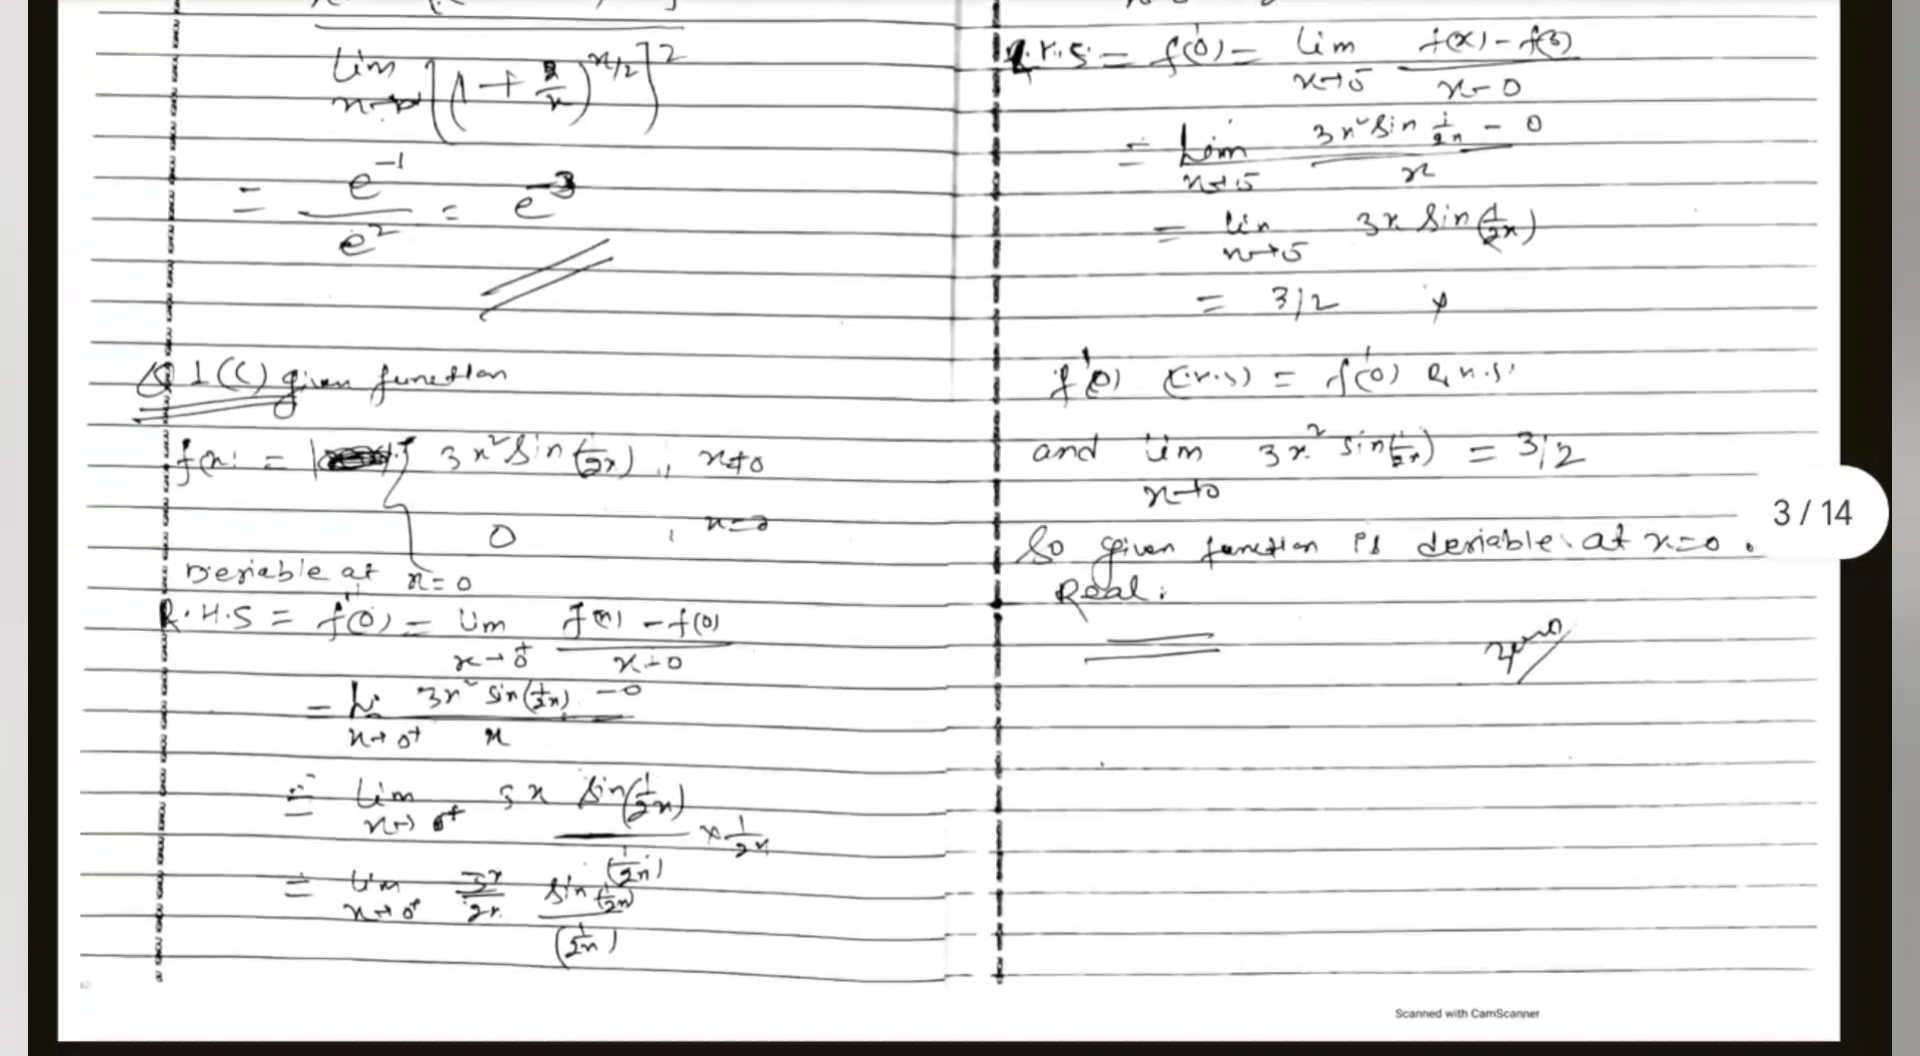 lim [(1 + 2/x)^{x/2}]^2
x→∞
= e^{-1} / e^2 = e^{-3}
Q 1 (C) given function
f(x) = { 3x² sin(1/2x), x≠0
0 , x=0
Deriable at x=0
R.H.S = f'(0) = lim f(x) - f(0) / x-0
x→0⁺
= Li 3x² sin(1/2x) - 0 / x
x→0⁺
= lim 3x sin(1/2x) / (1/2x) × 1/2x
x→0⁺
= lim 3x/2x sin(1/2x) / (1/2x)
x→0⁺
L.H.S = f'(0) = lim f(x) - f(0) / x-0
x→0⁻
= Lim 3x² sin 1/2x - 0 / x
x→0⁻
= lin 3x sin(1/2x)
x→0⁻
= 3/2
f'(0) L.H.S = f'(0) R.H.S
and lim 3x² sin(1/2x) = 3/2
x→0
So given function is deriable at x=0.
Real.
3 / 14
Scanned with CamScanner